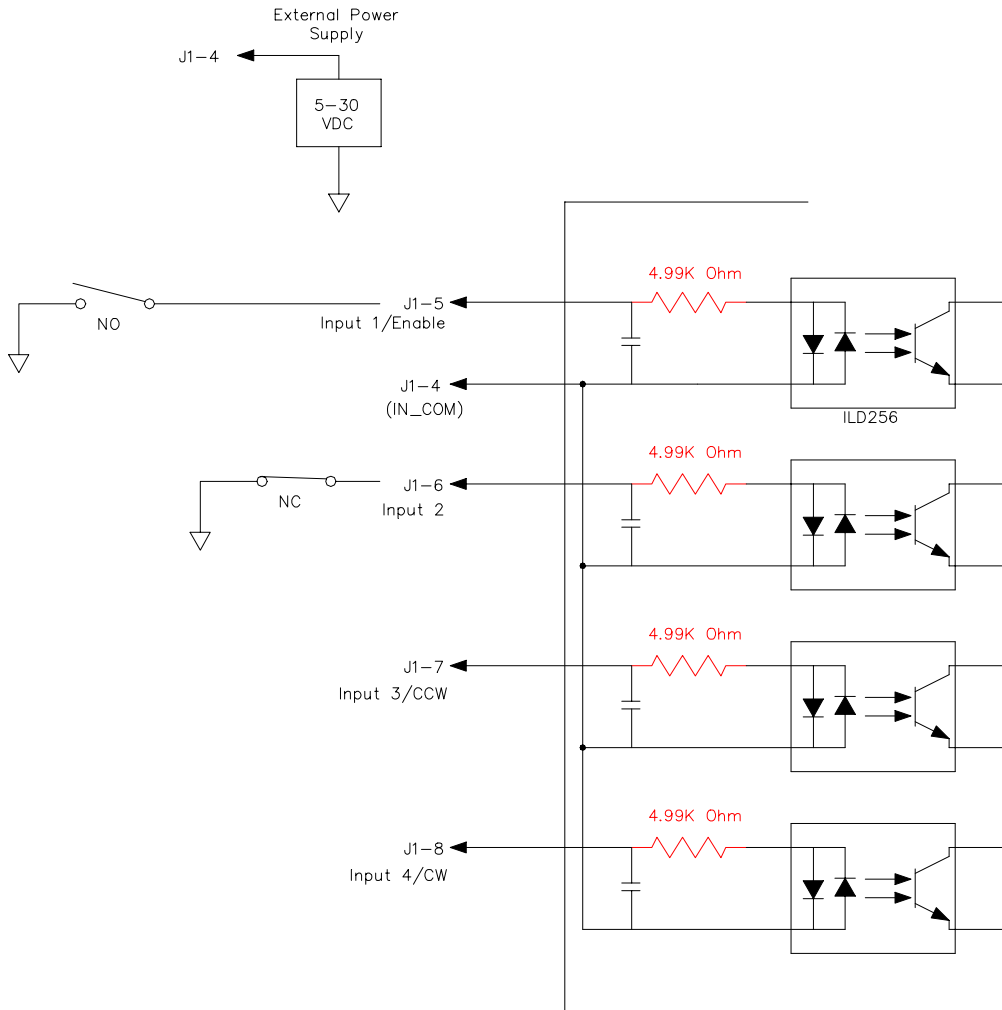 External Power
Supply
J1-4
5-30
VDC
4.99K Ohm
J1-5
Input 1/Enable
NO
J1-4
(IN_COM)
ILD256
4.99K Ohm
J1-6
Input 2
NC
4.99K Ohm
J1-7
Input 3/CCW
4.99K Ohm
J1-8
Input 4/CW